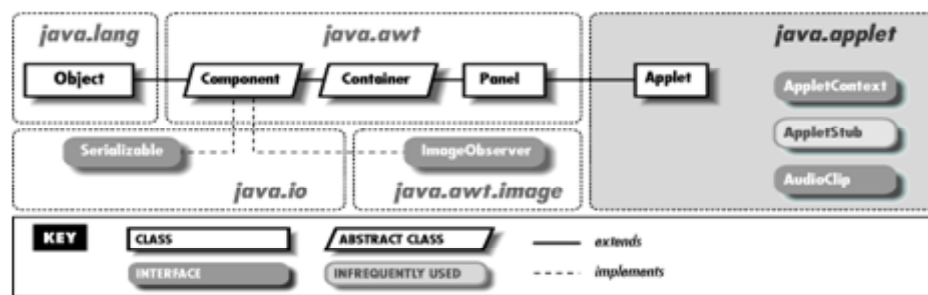 java.lang
java.awt
java.applet
Object
Component
Container
Panel
Applet
AppletContext
AppletStub
AudioClip
Serializable
ImageObserver
java.io
java.awt.image
KEY
CLASS
ABSTRACT CLASS
extends
INTERFACE
INFREQUENTLY USED
implements